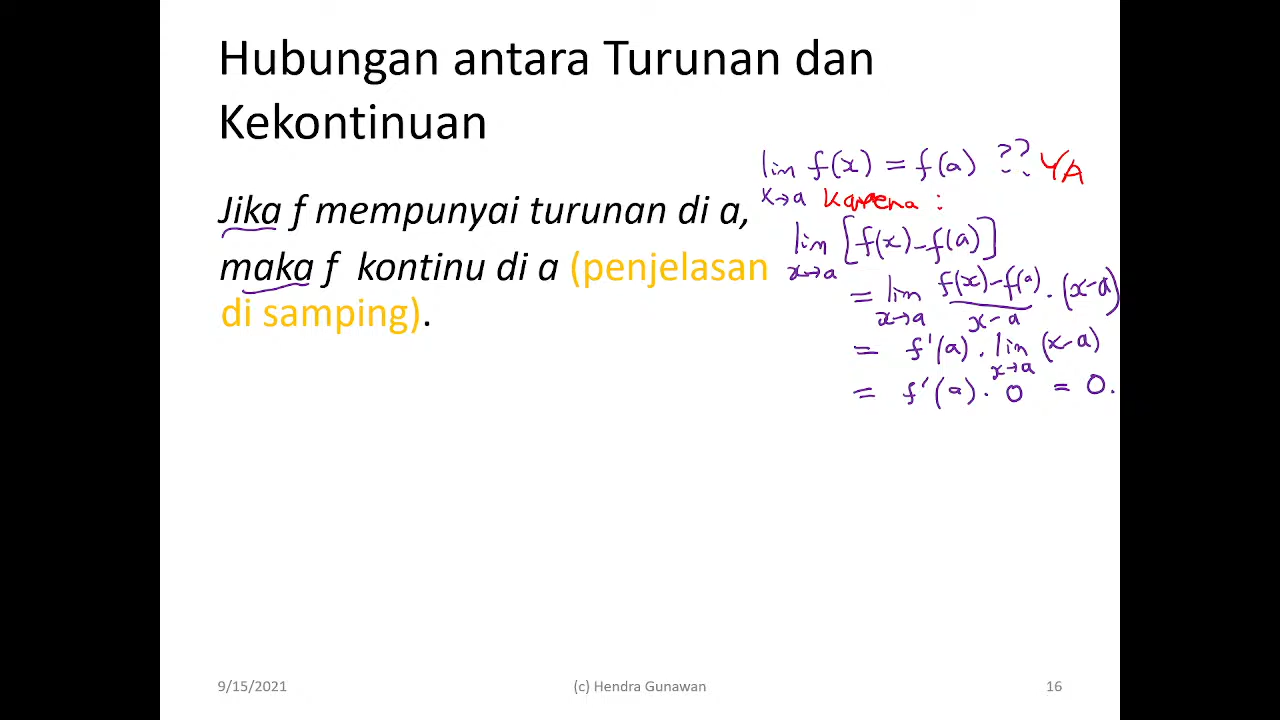 Hubungan antara Turunan dan
Kekontinuan
Jika f mempunyai turunan di a,
maka f kontinu di a (penjelasan
di samping).
lim f(x) = f(a) ?? YA
x→a karena :
lim [f(x)-f(a)]
x→a
= lim f(x)-f(a) . (x-a)
x→a x-a
= f'(a) . lim (x-a)
x→a
= f'(a) . 0 = 0.
9/15/2021 (c) Hendra Gunawan 16